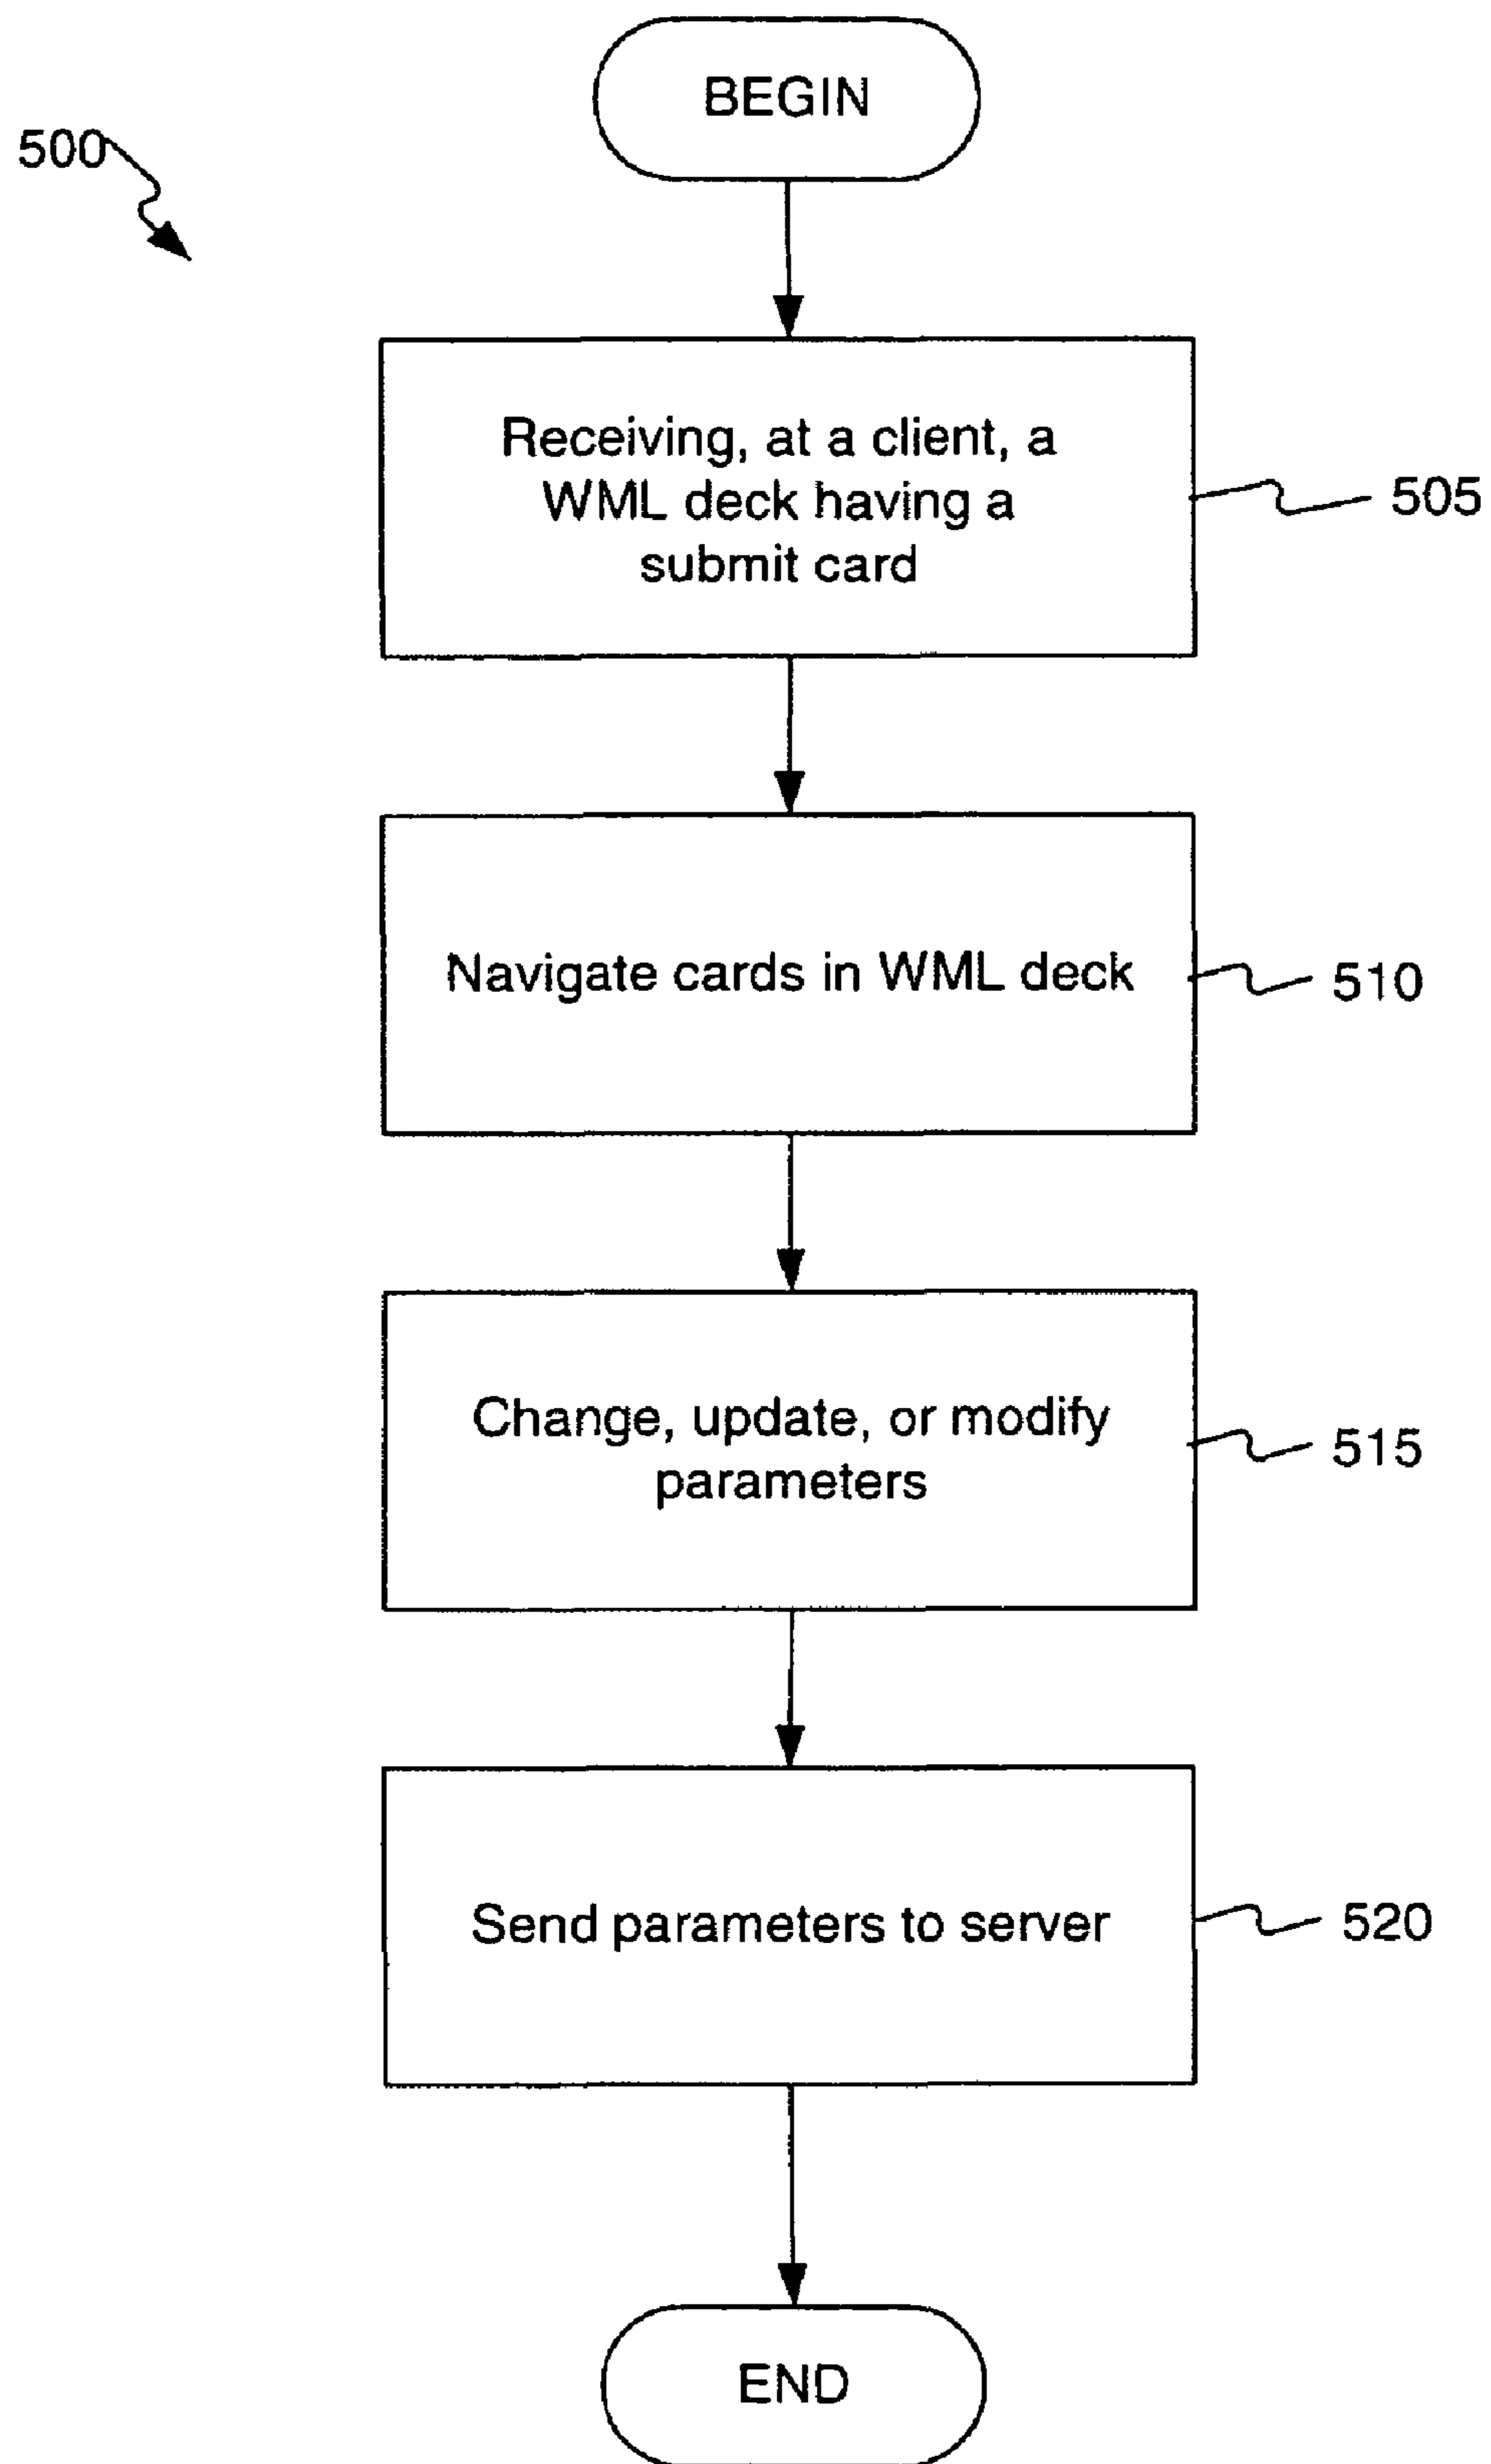 BEGIN
500
Receiving, at a client, a
WML deck having a
submit card
505
Navigate cards in WML deck
510
Change, update, or modify
parameters
515
Send parameters to server
520
END